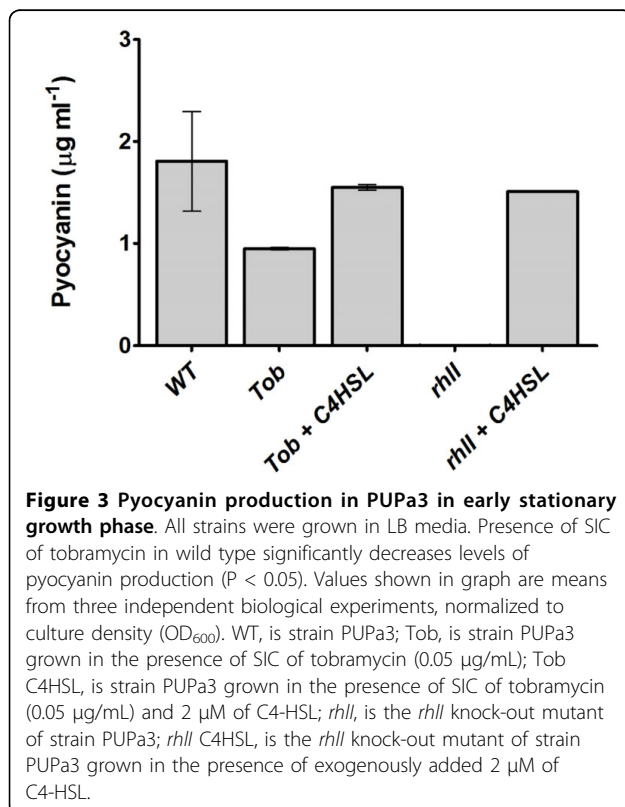 3
2
1
0
Pyocyanin (µg ml⁻¹)
WT
Tob
Tob + C4HSL
rhlI
rhlI + C4HSL
Figure 3 Pyocyanin production in PUPa3 in early stationary
growth phase. All strains were grown in LB media. Presence of SIC
of tobramycin in wild type significantly decreases levels of
pyocyanin production (P < 0.05). Values shown in graph are means
from three independent biological experiments, normalized to
culture density (OD₆₀₀). WT, is strain PUPa3; Tob, is strain PUPa3
grown in the presence of SIC of tobramycin (0.05 µg/mL); Tob
C4HSL, is strain PUPa3 grown in the presence of SIC of tobramycin
(0.05 µg/mL) and 2 µM of C4-HSL; rhlI, is the rhlI knock-out mutant
of strain PUPa3; rhlI C4HSL, is the rhlI knock-out mutant of strain
PUPa3 grown in the presence of exogenously added 2 µM of
C4-HSL.